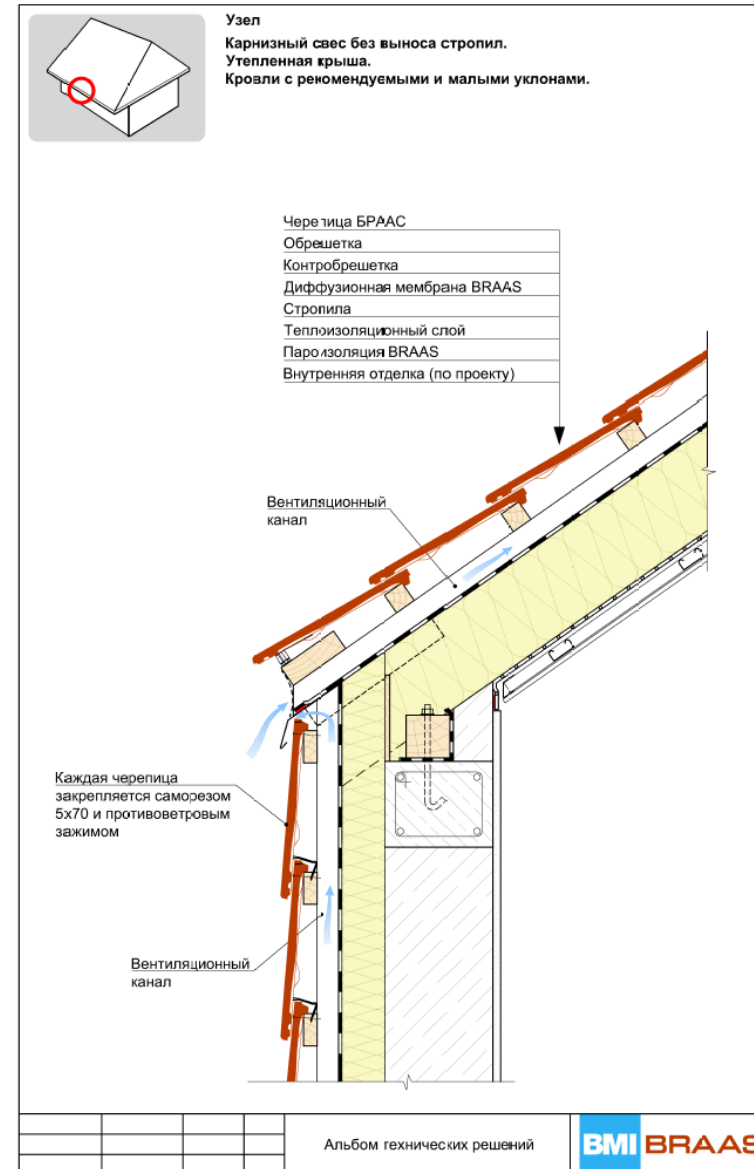 Узел
Карнизный свес без выноса стропил.
Утепленная крыша.
Кровли с рекомендуемыми и малыми уклонами.
Черепица БРААС
Обрешетка
Контробрешетка
Диффузионная мембрана BRAAS
Стропила
Теплоизоляционный слой
Пароизоляция BRAAS
Внутренняя отделка (по проекту)
Вентиляционный
канал
Каждая черепица
закрепляется саморезом
5х70 и противоветровым
зажимом
Вентиляционный
канал
Альбом технических решений
BMI BRAAS